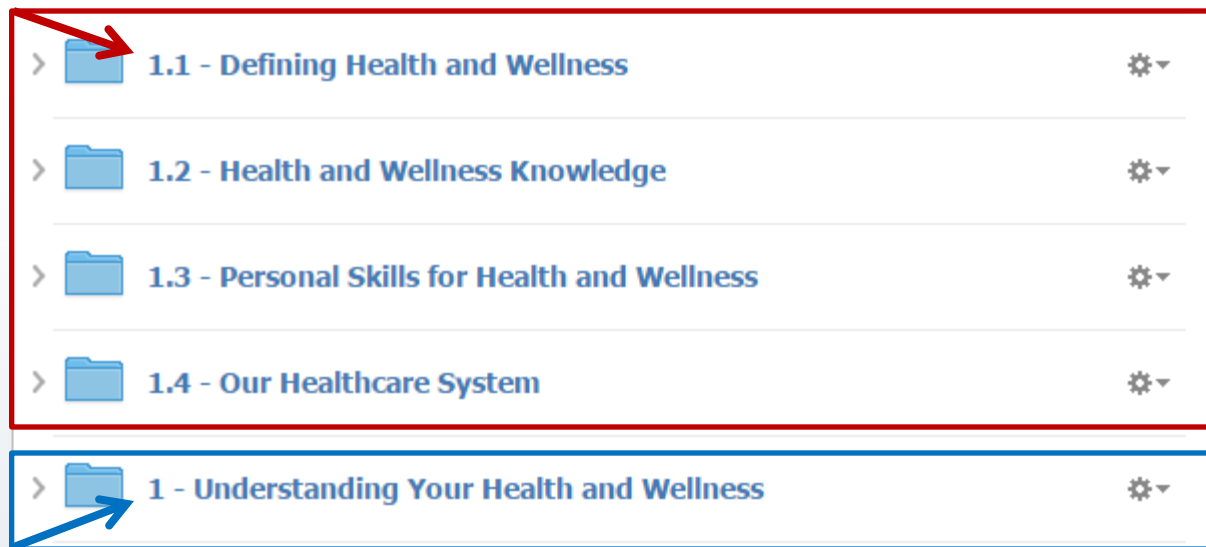 1.1 - Defining Health and Wellness
1.2 - Health and Wellness Knowledge
1.3 - Personal Skills for Health and Wellness
1.4 - Our Healthcare System
1 - Understanding Your Health and Wellness